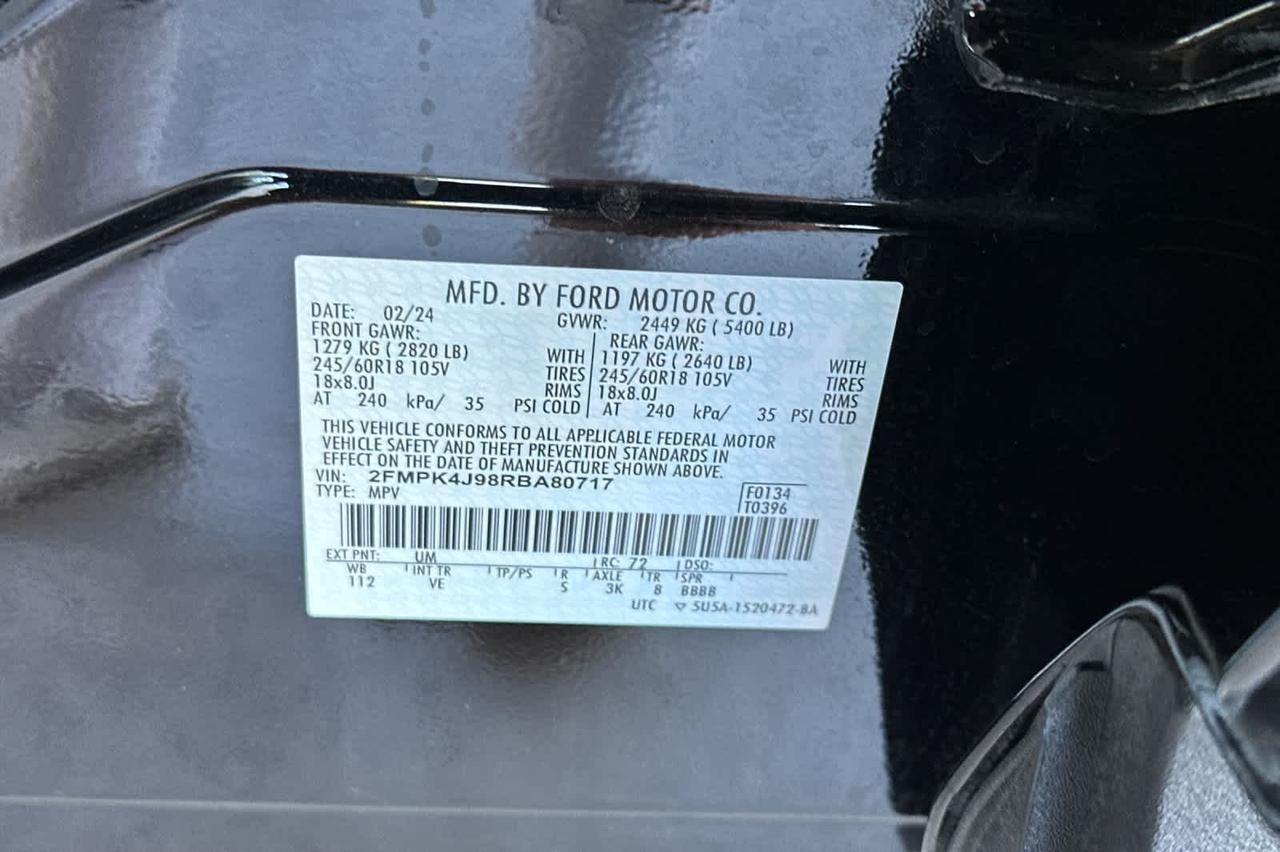 MFD. BY FORD MOTOR CO.
DATE: 02/24 GVWR: 2449 KG ( 5400 LB)
FRONT GAWR: REAR GAWR:
1279 KG ( 2820 LB) WITH 1197 KG ( 2640 LB) WITH
245/60R18 105V TIRES 245/60R18 105V TIRES
18x8.0J RIMS 18x8.0J RIMS
AT 240 kPa/ 35 PSI COLD AT 240 kPa/ 35 PSI COLD
THIS VEHICLE CONFORMS TO ALL APPLICABLE FEDERAL MOTOR
VEHICLE SAFETY AND THEFT PREVENTION STANDARDS IN
EFFECT ON THE DATE OF MANUFACTURE SHOWN ABOVE.
VIN: 2FMPK4J98RBA80717
TYPE: MPV F0134
T0396
EXT PNT: UM RC: 72 DSO:
WB INT TR TP/PS R AXLE TR SPR
112 VE S 3K 8 BBBB
UTC ▽ 5U5A-1520472-BA